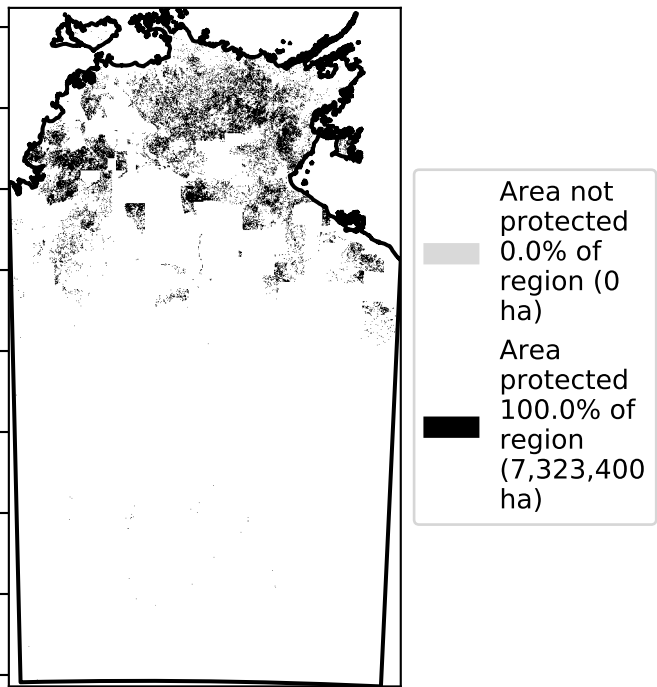 Area not
protected
0.0% of
region (0
ha)
Area
protected
100.0% of
region
(7,323,400
ha)